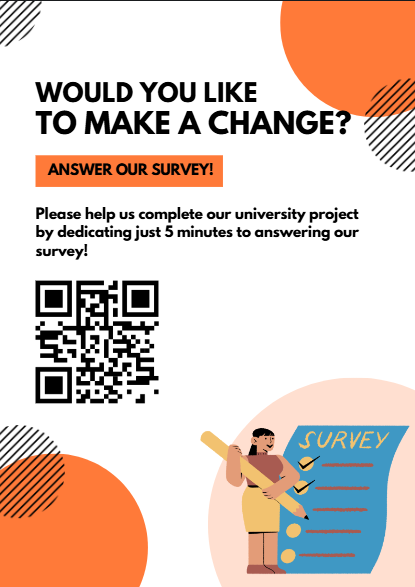 WOULD YOU LIKE
TO MAKE A CHANGE?
ANSWER OUR SURVEY!
Please help us complete our university project
by dedicating just 5 minutes to answering our
survey!
SURVEY